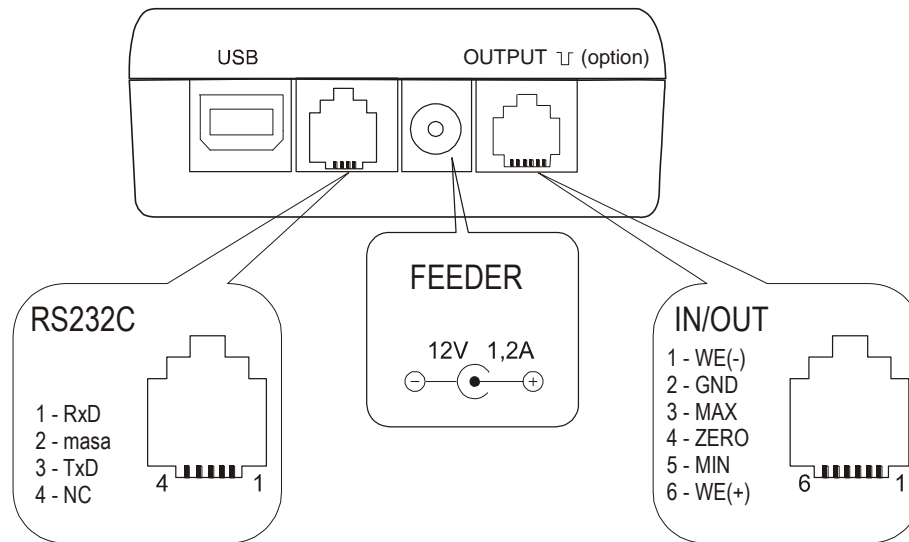 USB
OUTPUT (option)
RS232C
1 - RxD
2 - masa
3 - TxD
4 - NC
4 1
FEEDER
12V 1,2A
− +
IN/OUT
1 - WE(-)
2 - GND
3 - MAX
4 - ZERO
5 - MIN
6 - WE(+)
6 1